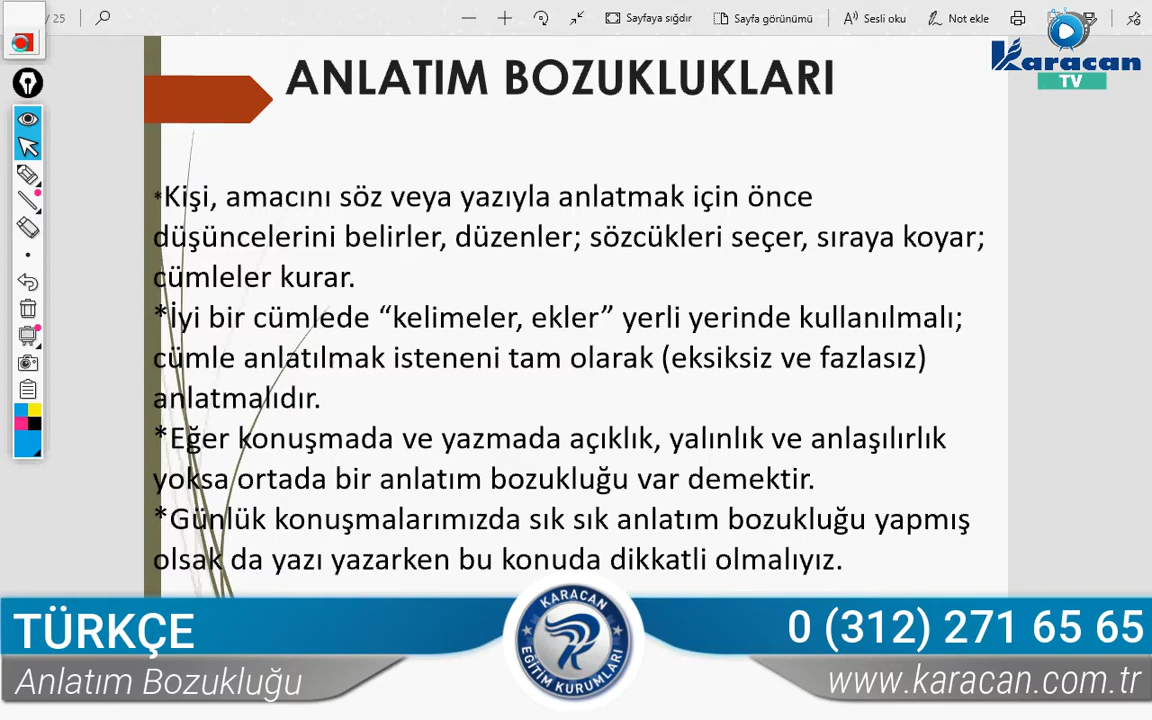 /25
Sayfaya sığdır
Sayfa görünümü
Sesli oku
Not ekle
Karacan
TV
ANLATIM BOZUKLUKLARI
*Kişi, amacını söz veya yazıyla anlatmak için önce
düşüncelerini belirler, düzenler; sözcükleri seçer, sıraya koyar;
cümleler kurar.
*İyi bir cümlede “kelimeler, ekler” yerli yerinde kullanılmalı;
cümle anlatılmak isteneni tam olarak (eksiksiz ve fazlasız)
anlatmalıdır.
*Eğer konuşmada ve yazmada açıklık, yalınlık ve anlaşılırlık
yoksa ortada bir anlatım bozukluğu var demektir.
*Günlük konuşmalarımızda sık sık anlatım bozukluğu yapmış
olsak da yazı yazarken bu konuda dikkatli olmalıyız.
TÜRKÇE
Anlatım Bozukluğu
KARACAN
EĞİTİM KURUMLARI
0 (312) 271 65 65
www.karacan.com.tr